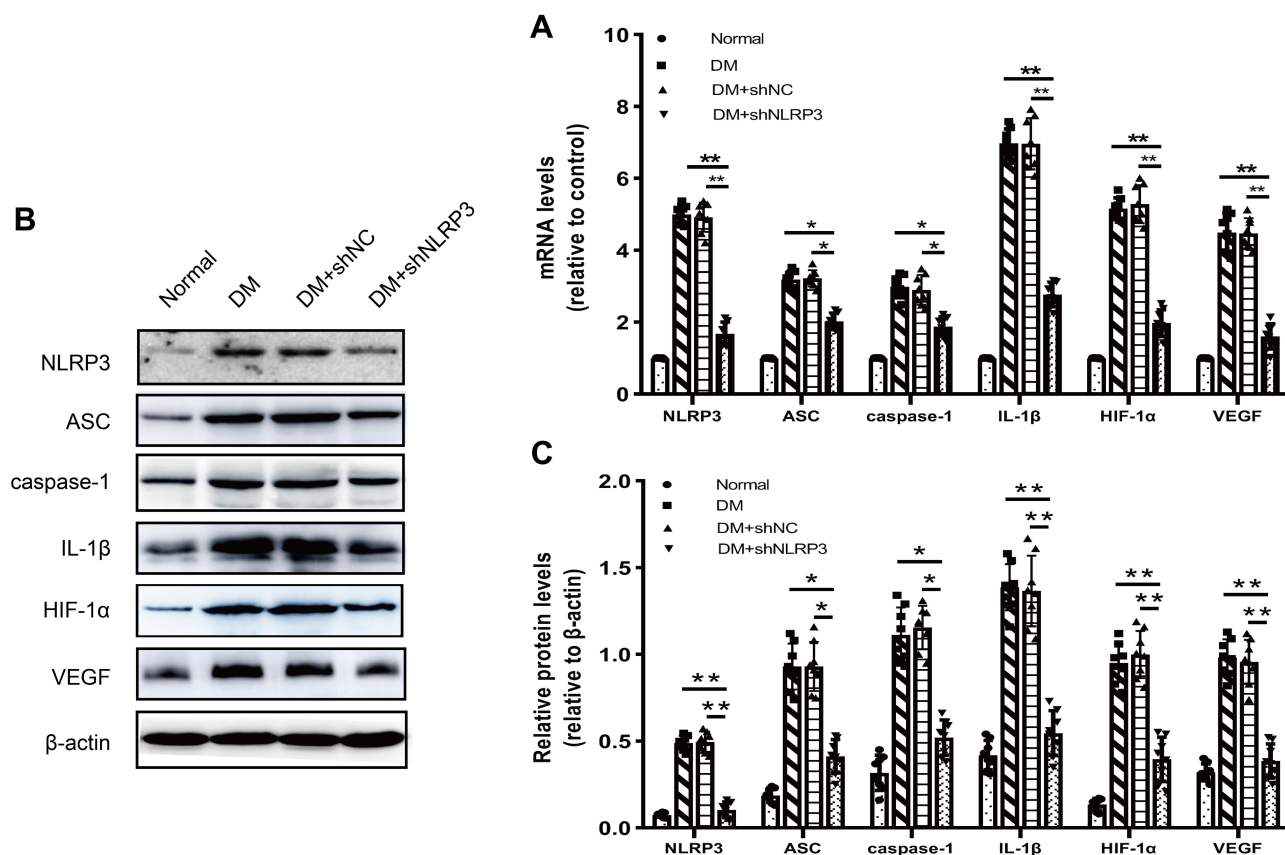 A
mRNA levels
(relative to control)
10
8
6
4
2
0
Normal
DM
DM+shNC
DM+shNLRP3
**
**
*
*
*
*
**
**
**
**
**
**
NLRP3
ASC
caspase-1
IL-1β
HIF-1α
VEGF
B
Normal
DM
DM+shNC
DM+shNLRP3
NLRP3
ASC
caspase-1
IL-1β
HIF-1α
VEGF
β-actin
C
Relative protein levels
(relative to β-actin)
2.0
1.5
1.0
0.5
0.0
Normal
DM
DM+shNC
DM+shNLRP3
**
**
*
*
*
*
**
**
**
**
**
**
NLRP3
ASC
caspase-1
IL-1β
HIF-1α
VEGF